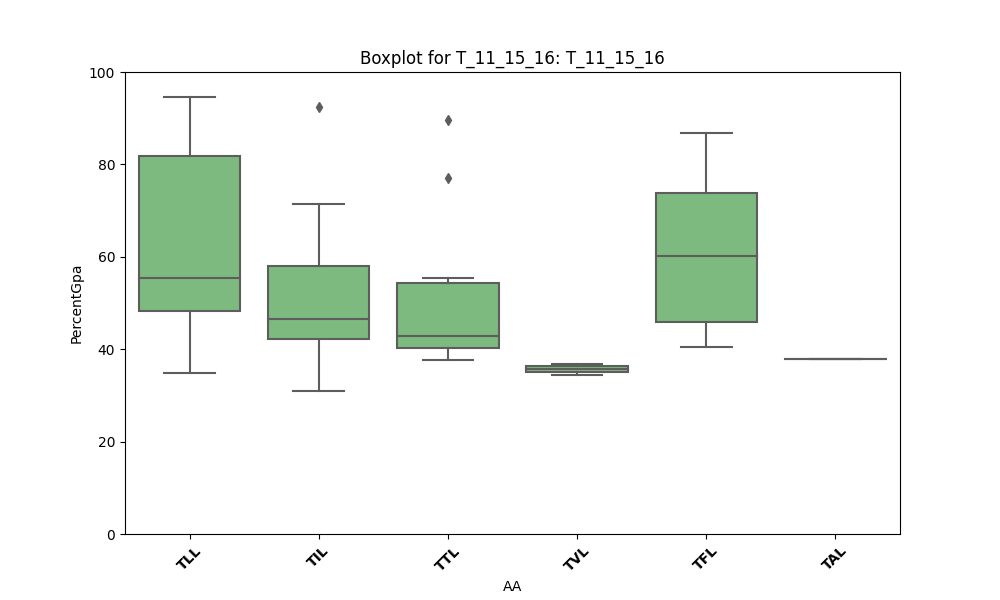 Boxplot for T_11_15_16: T_11_15_16
100
80
60
40
20
0
PercentGpa
TLL
TIL
TTL
TVL
TFL
TAL
AA